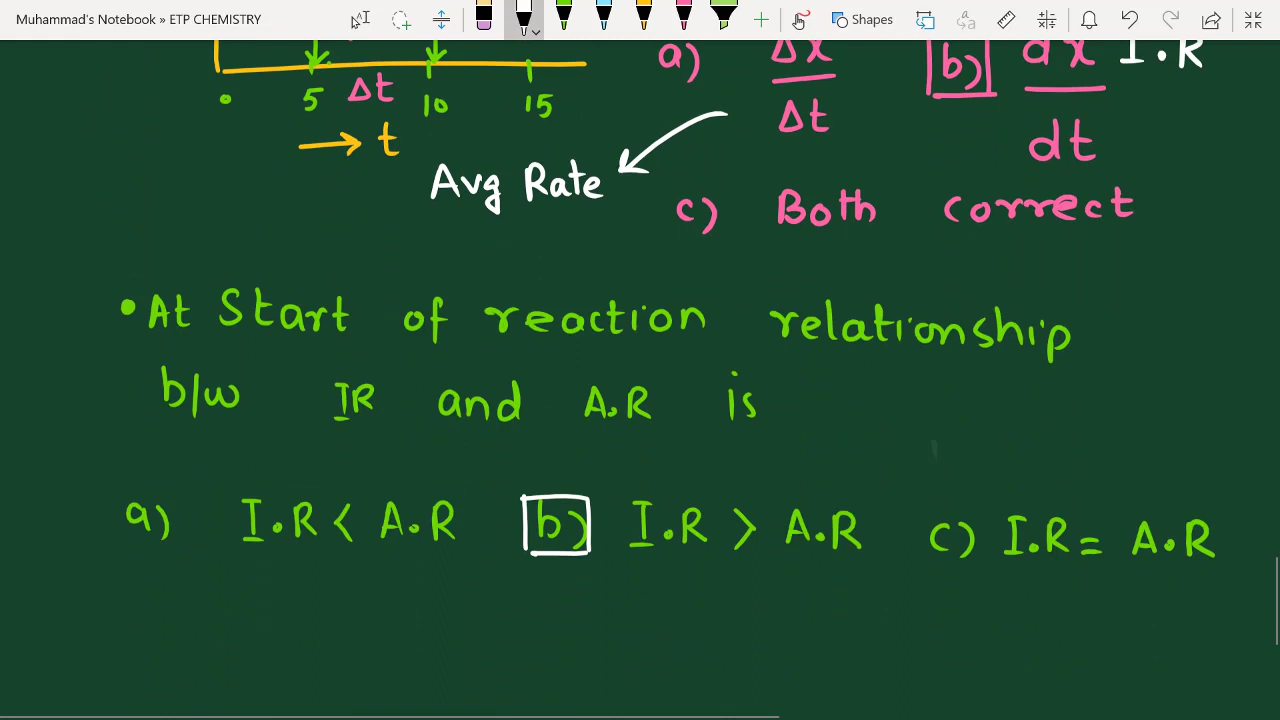 Muhammad's Notebook » ETP CHEMISTRY
Shapes
0 5 Δt 10 15
→ t
a) Δx/Δt b) dx/dt I.R
Avg Rate
c) Both correct
•At Start of reaction relationship
b/w IR and A.R is
a) I.R < A.R b) I.R > A.R c) I.R = A.R